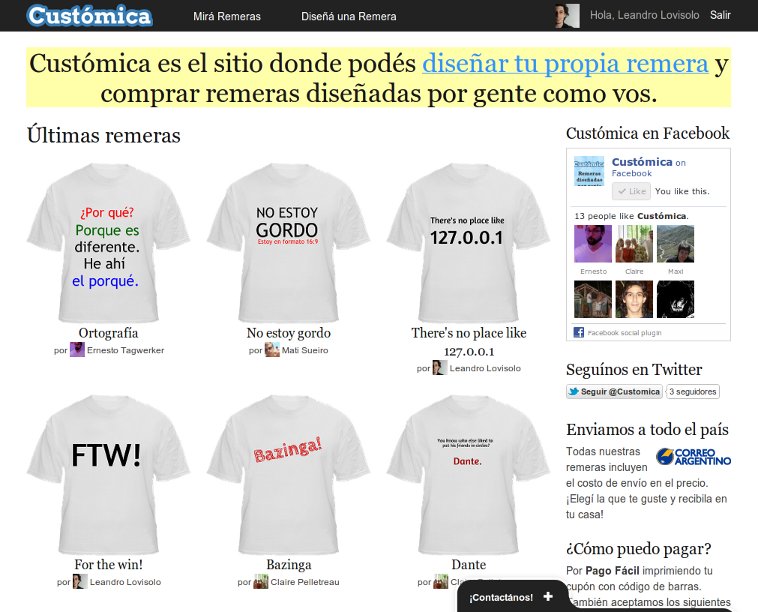 Custómica
Mirá Remeras
Diseñá una Remera
Hola, Leandro Lovisolo
Salir
Custómica es el sitio donde podés diseñar tu propia remera y
comprar remeras diseñadas por gente como vos.
Últimas remeras
¿Por qué?
Porque es
diferente.
He ahí
el porqué.
Ortografía
por Ernesto Tagwerker
NO ESTOY
GORDO
Estoy en formato 16:9
No estoy gordo
por Mati Sueiro
There's no place like
127.0.0.1
There's no place like
127.0.0.1
por Leandro Lovisolo
FTW!
For the win!
por Leandro Lovisolo
Bazinga!
Bazinga
por Claire Pelletreau
You know who else liked to
put his friends in circles?
Dante.
Dante
por
Custómica en Facebook
Custómica
Remeras
diseñadas
Custómica on
Facebook
Like
You like this.
13 people like Custómica.
Ernesto
Claire
Maxi
Facebook social plugin
Seguínos en Twitter
Seguir @Customica
3 seguidores
Enviamos a todo el país
Todas nuestras
remeras incluyen
el costo de envío en el precio.
¡Elegí la que te guste y recibila en
tu casa!
CORREO
ARGENTINO
¿Cómo puedo pagar?
Por Pago Fácil imprimiendo tu
cupón con código de barras.
También aceptamos los siguientes
¡Contactános! +